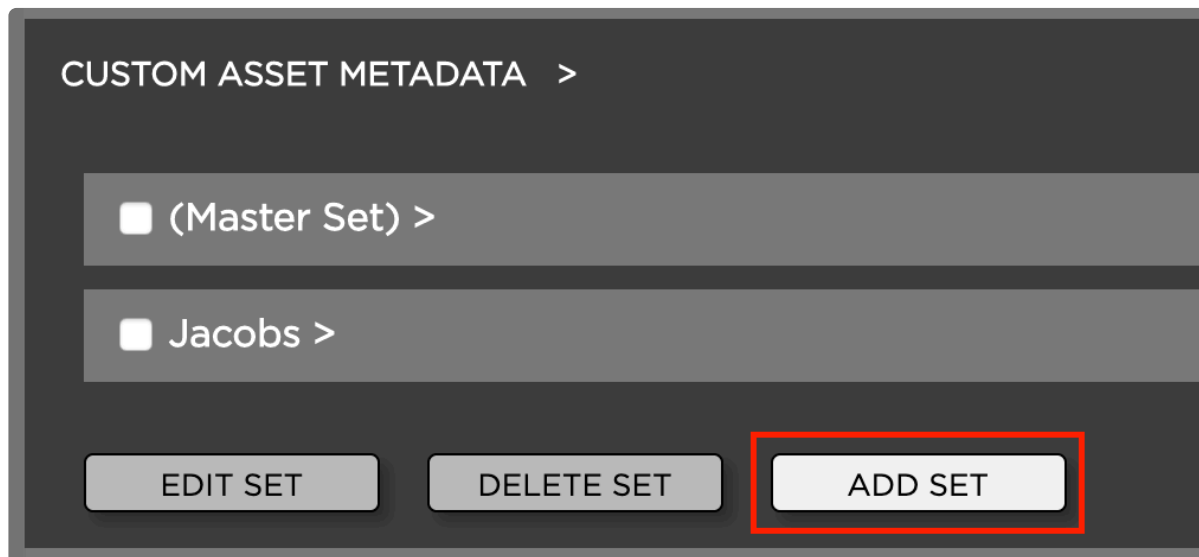 CUSTOM ASSET METADATA >
(Master Set) >
Jacobs >
EDIT SET DELETE SET ADD SET